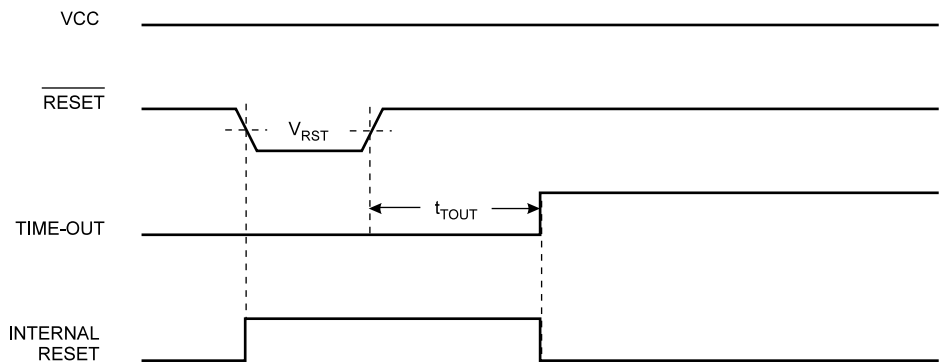 VCC
RESET
V_RST
t_TOUT
TIME-OUT
INTERNAL
RESET